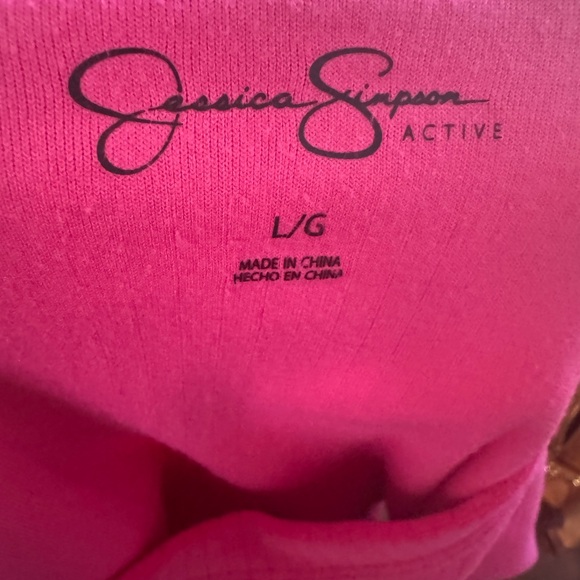 Jessica Simpson
ACTIVE
L/G
MADE IN CHINA
HECHO EN CHINA